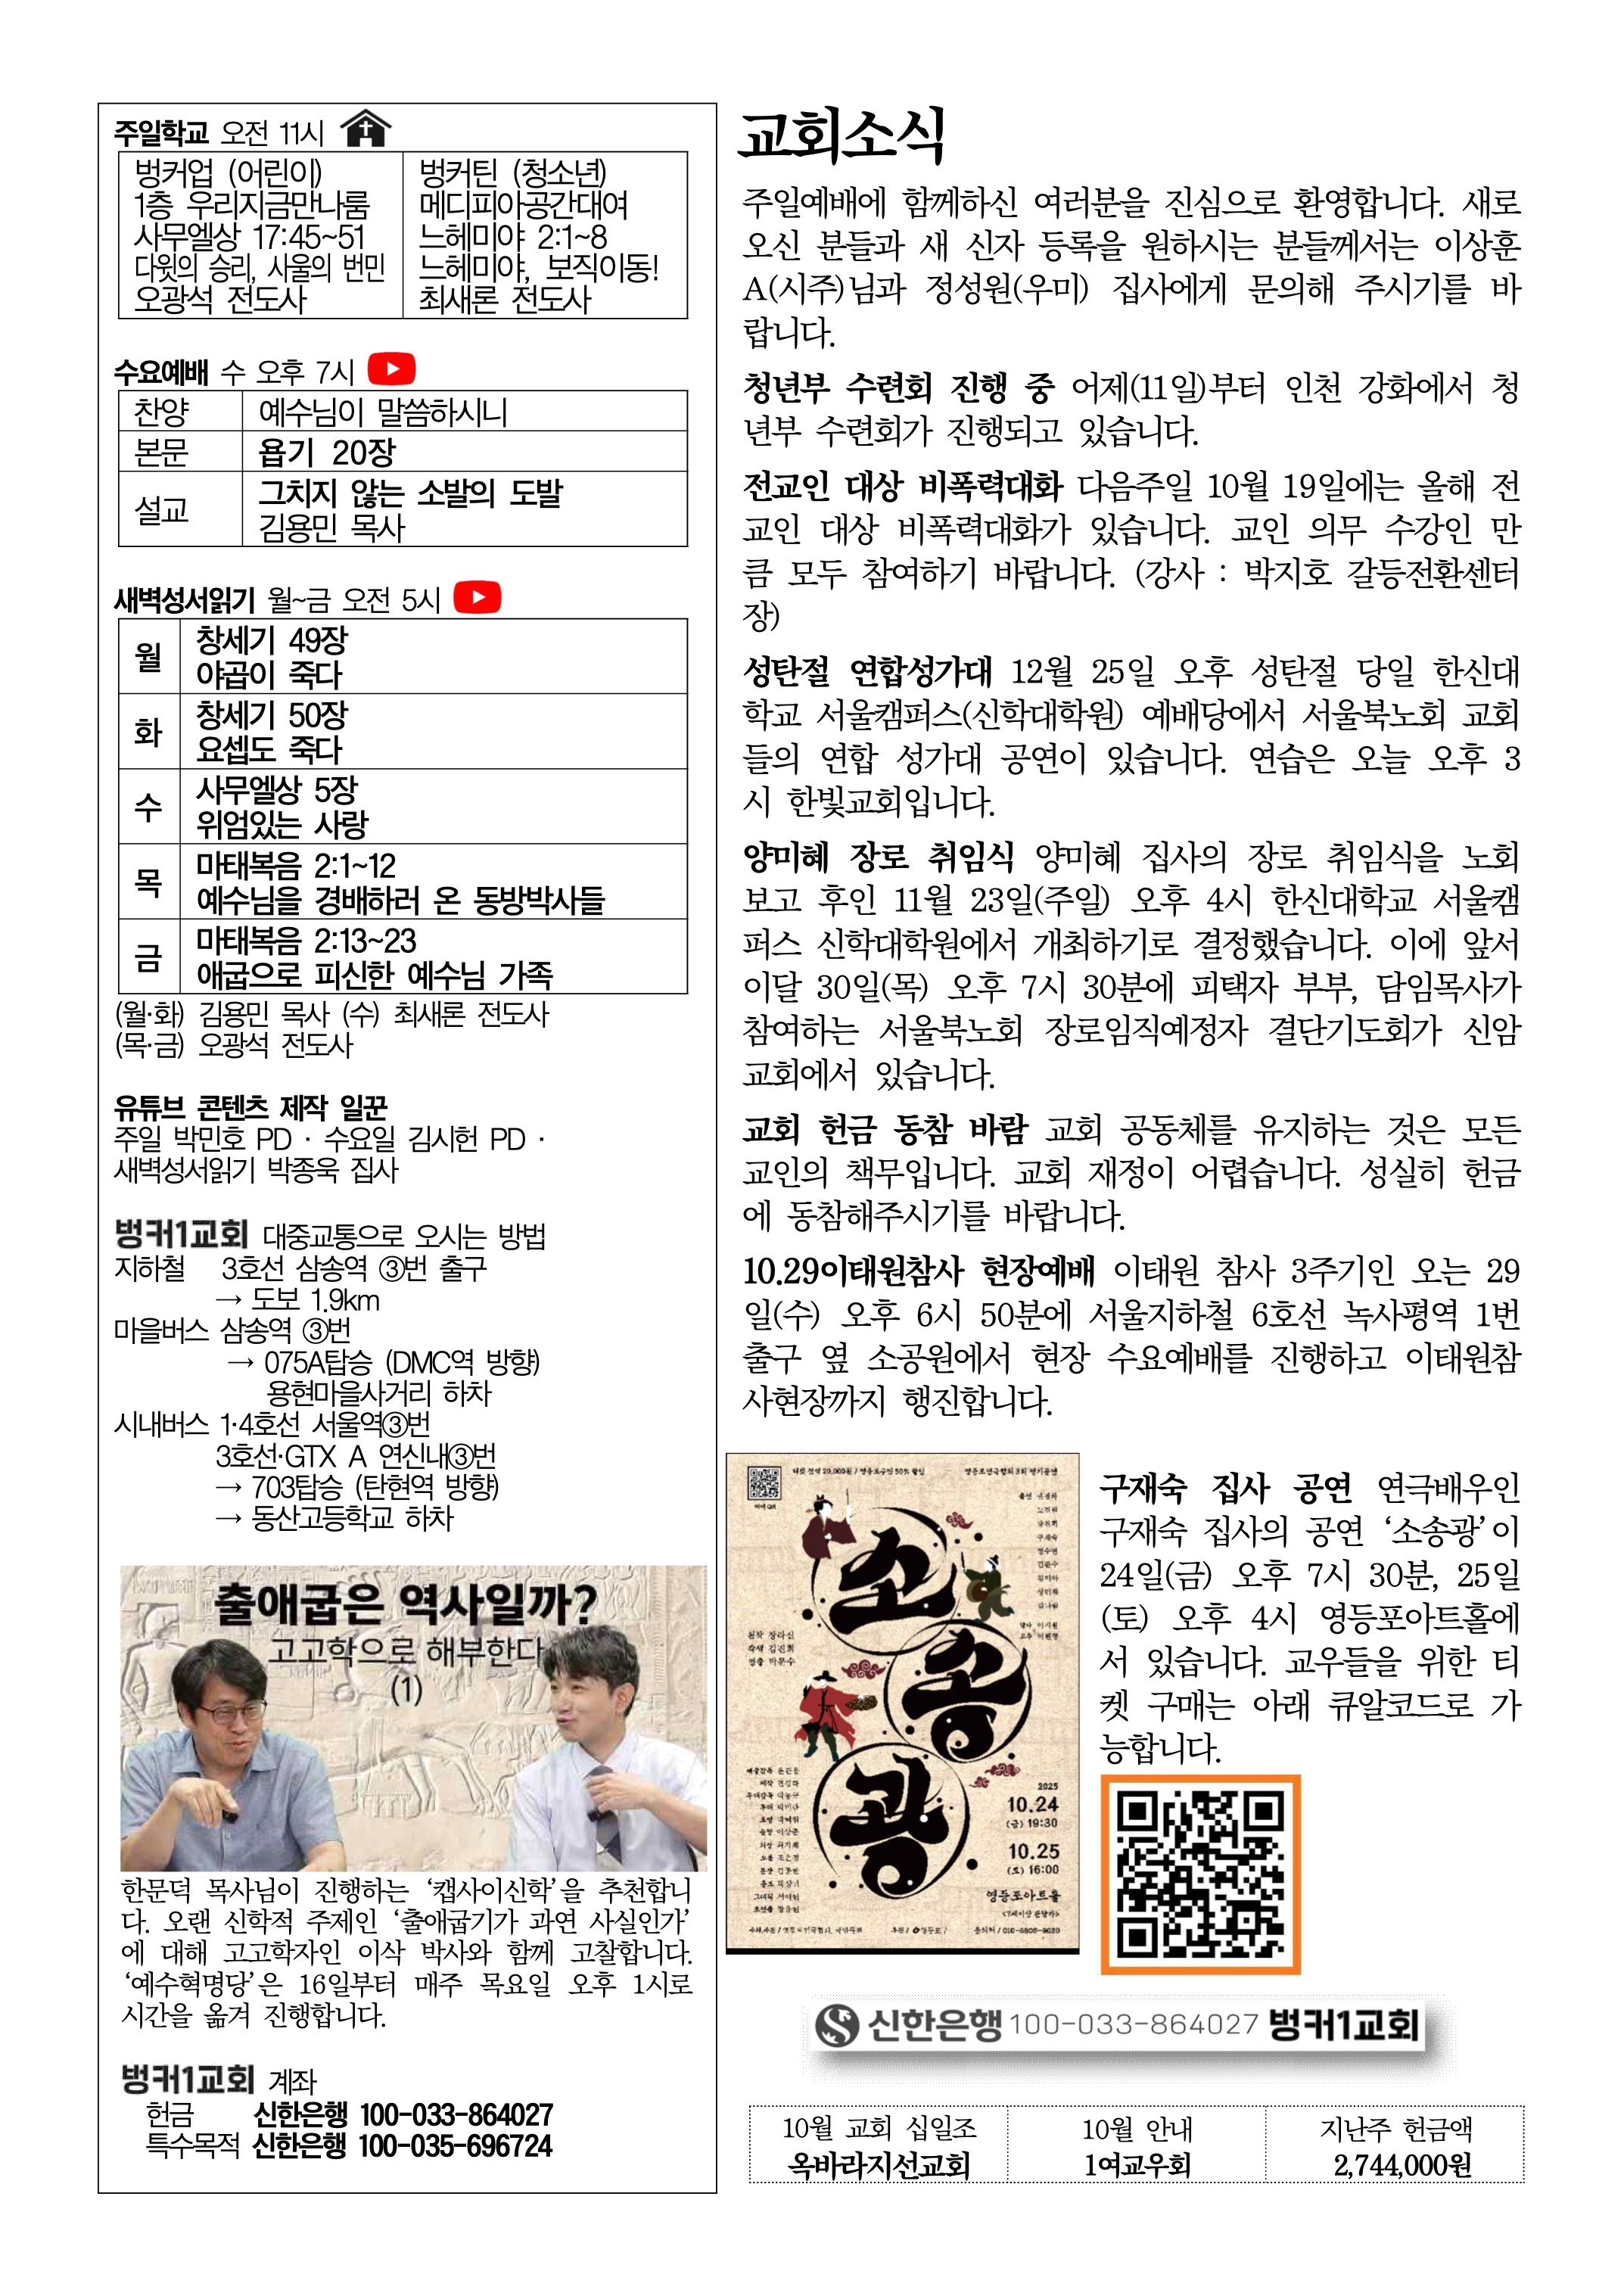 주일학교 오전 11시
벙커업 (어린이)
1층 우리지금만나룸
사무엘상 17:45~51
다윗의 승리, 사울의 번민
오광석 전도사
벙커틴 (청소년)
메디피아공간대여
느헤미야 2:1~8
느헤미야, 보직이동!
최새론 전도사
수요예배 수 오후 7시
찬양 예수님이 말씀하시니
본문 욥기 20장
설교 그치지 않는 소발의 도발
김용민 목사
새벽성서읽기 월~금 오전 5시
월 창세기 49장
야곱이 죽다
화 창세기 50장
요셉도 죽다
수 사무엘상 5장
위엄있는 사랑
목 마태복음 2:1~12
예수님을 경배하러 온 동방박사들
금 마태복음 2:13~23
애굽으로 피신한 예수님 가족
(월·화) 김용민 목사 (수) 최새론 전도사
(목·금) 오광석 전도사
유튜브 콘텐츠 제작 일꾼
주일 박민호 PD · 수요일 김시헌 PD ·
새벽성서읽기 박종욱 집사
벙커1교회 대중교통으로 오시는 방법
지하철 3호선 삼송역 ③번 출구
→ 도보 1.9km
마을버스 삼송역 ③번
→ 075A탑승 (DMC역 방향)
용현마을사거리 하차
시내버스 1·4호선 서울역③번
3호선·GTX A 연신내③번
→ 703탑승 (탄현역 방향)
→ 동산고등학교 하차
출애굽은 역사일까?
고고학으로 해부한다
(1)
한문덕 목사님이 진행하는 ‘캡사이신학’을 추천합니
다. 오랜 신학적 주제인 ‘출애굽기가 과연 사실인가’
에 대해 고고학자인 이삭 박사와 함께 고찰합니다.
‘예수혁명당’은 16일부터 매주 목요일 오후 1시로
시간을 옮겨 진행합니다.
벙커1교회 계좌
헌금 신한은행 100-033-864027
특수목적 신한은행 100-035-696724
교회소식
주일예배에 함께하신 여러분을 진심으로 환영합니다. 새로
오신 분들과 새 신자 등록을 원하시는 분들께서는 이상훈
A(시주)님과 정성원(우미) 집사에게 문의해 주시기를 바
랍니다.
청년부 수련회 진행 중 어제(11일)부터 인천 강화에서 청
년부 수련회가 진행되고 있습니다.
전교인 대상 비폭력대화 다음주일 10월 19일에는 올해 전
교인 대상 비폭력대화가 있습니다. 교인 의무 수강인 만
큼 모두 참여하기 바랍니다. (강사 : 박지호 갈등전환센터
장)
성탄절 연합성가대 12월 25일 오후 성탄절 당일 한신대
학교 서울캠퍼스(신학대학원) 예배당에서 서울북노회 교회
들의 연합 성가대 공연이 있습니다. 연습은 오늘 오후 3
시 한빛교회입니다.
양미혜 장로 취임식 양미혜 집사의 장로 취임식을 노회
보고 후인 11월 23일(주일) 오후 4시 한신대학교 서울캠
퍼스 신학대학원에서 개최하기로 결정했습니다. 이에 앞서
이달 30일(목) 오후 7시 30분에 피택자 부부, 담임목사가
참여하는 서울북노회 장로임직예정자 결단기도회가 신암
교회에서 있습니다.
교회 헌금 동참 바람 교회 공동체를 유지하는 것은 모든
교인의 책무입니다. 교회 재정이 어렵습니다. 성실히 헌금
에 동참해주시기를 바랍니다.
10.29이태원참사 현장예배 이태원 참사 3주기인 오는 29
일(수) 오후 6시 50분에 서울지하철 6호선 녹사평역 1번
출구 옆 소공원에서 현장 수요예배를 진행하고 이태원참
사현장까지 행진합니다.
전석 20,000원 / 영등포구민 50% 할인
영등포연극협회 3회 정기공연
예매 QR
소송광
구재숙
2025
10.24
(금) 19:30
10.25
(토) 16:00
영등포아트홀
<7세이상 관람가>
구재숙 집사 공연 연극배우인
구재숙 집사의 공연 ‘소송광’이
24일(금) 오후 7시 30분, 25일
(토) 오후 4시 영등포아트홀에
서 있습니다. 교우들을 위한 티
켓 구매는 아래 큐알코드로 가
능합니다.
신한은행 100-033-864027 벙커1교회
10월 교회 십일조
옥바라지선교회
10월 안내
1여교우회
지난주 헌금액
2,744,000원